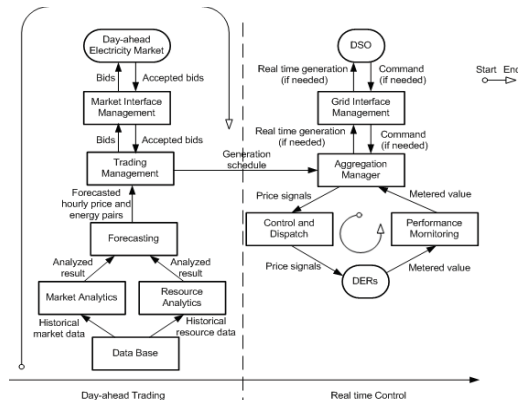 Day-ahead
Electricity Market
Bids
Accepted bids
Market Interface
Management
Bids
Accepted bids
Trading
Management
Forecasted
hourly price and
energy pairs
Forecasting
Analyzed
result
Analyzed
result
Market Analytics
Resource
Analytics
Historical
market data
Historical
resource data
Data Base
Day-ahead Trading
Generation
schedule
DSO
Real time generation
(if needed)
Command
(if needed)
Grid Interface
Management
Real time generation
(if needed)
Command
(if needed)
Aggregation
Manager
Price signals
Metered value
Control and
Dispatch
Performance
Mornitoring
Price signals
Metered value
DERs
Real time Control
Start End